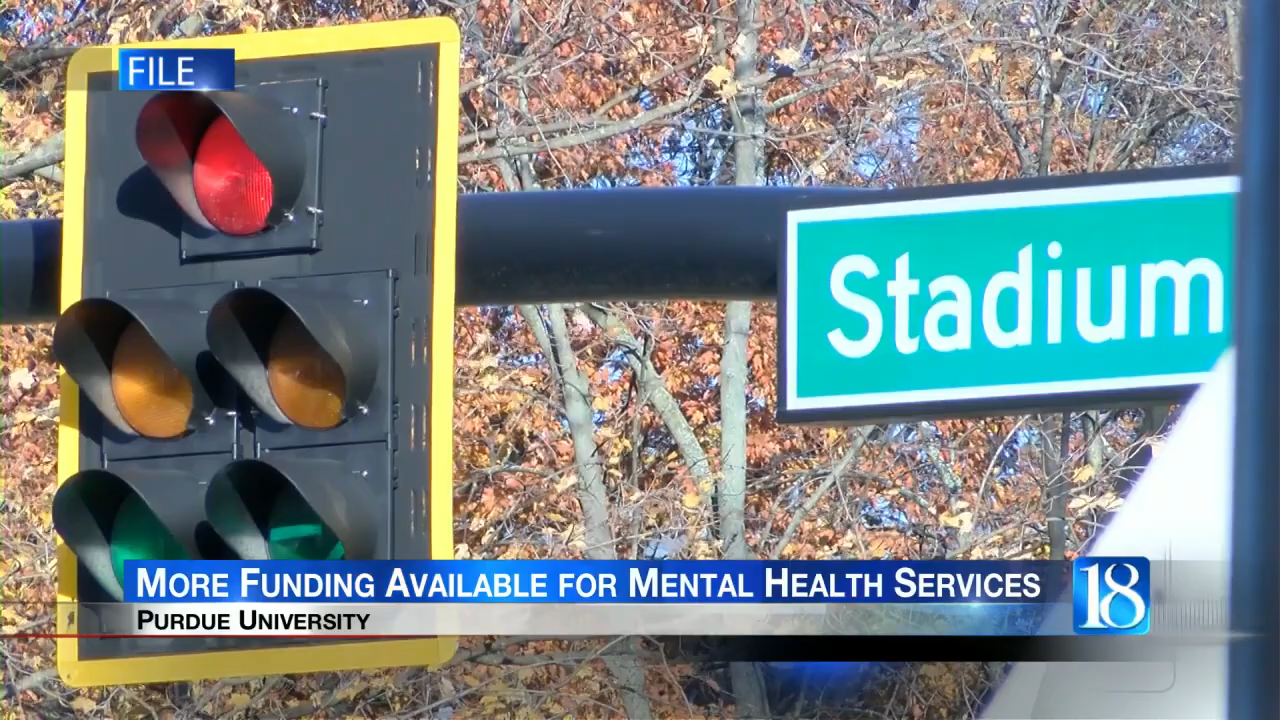 FILE
Stadium
MORE FUNDING AVAILABLE FOR MENTAL HEALTH SERVICES
PURDUE UNIVERSITY
18